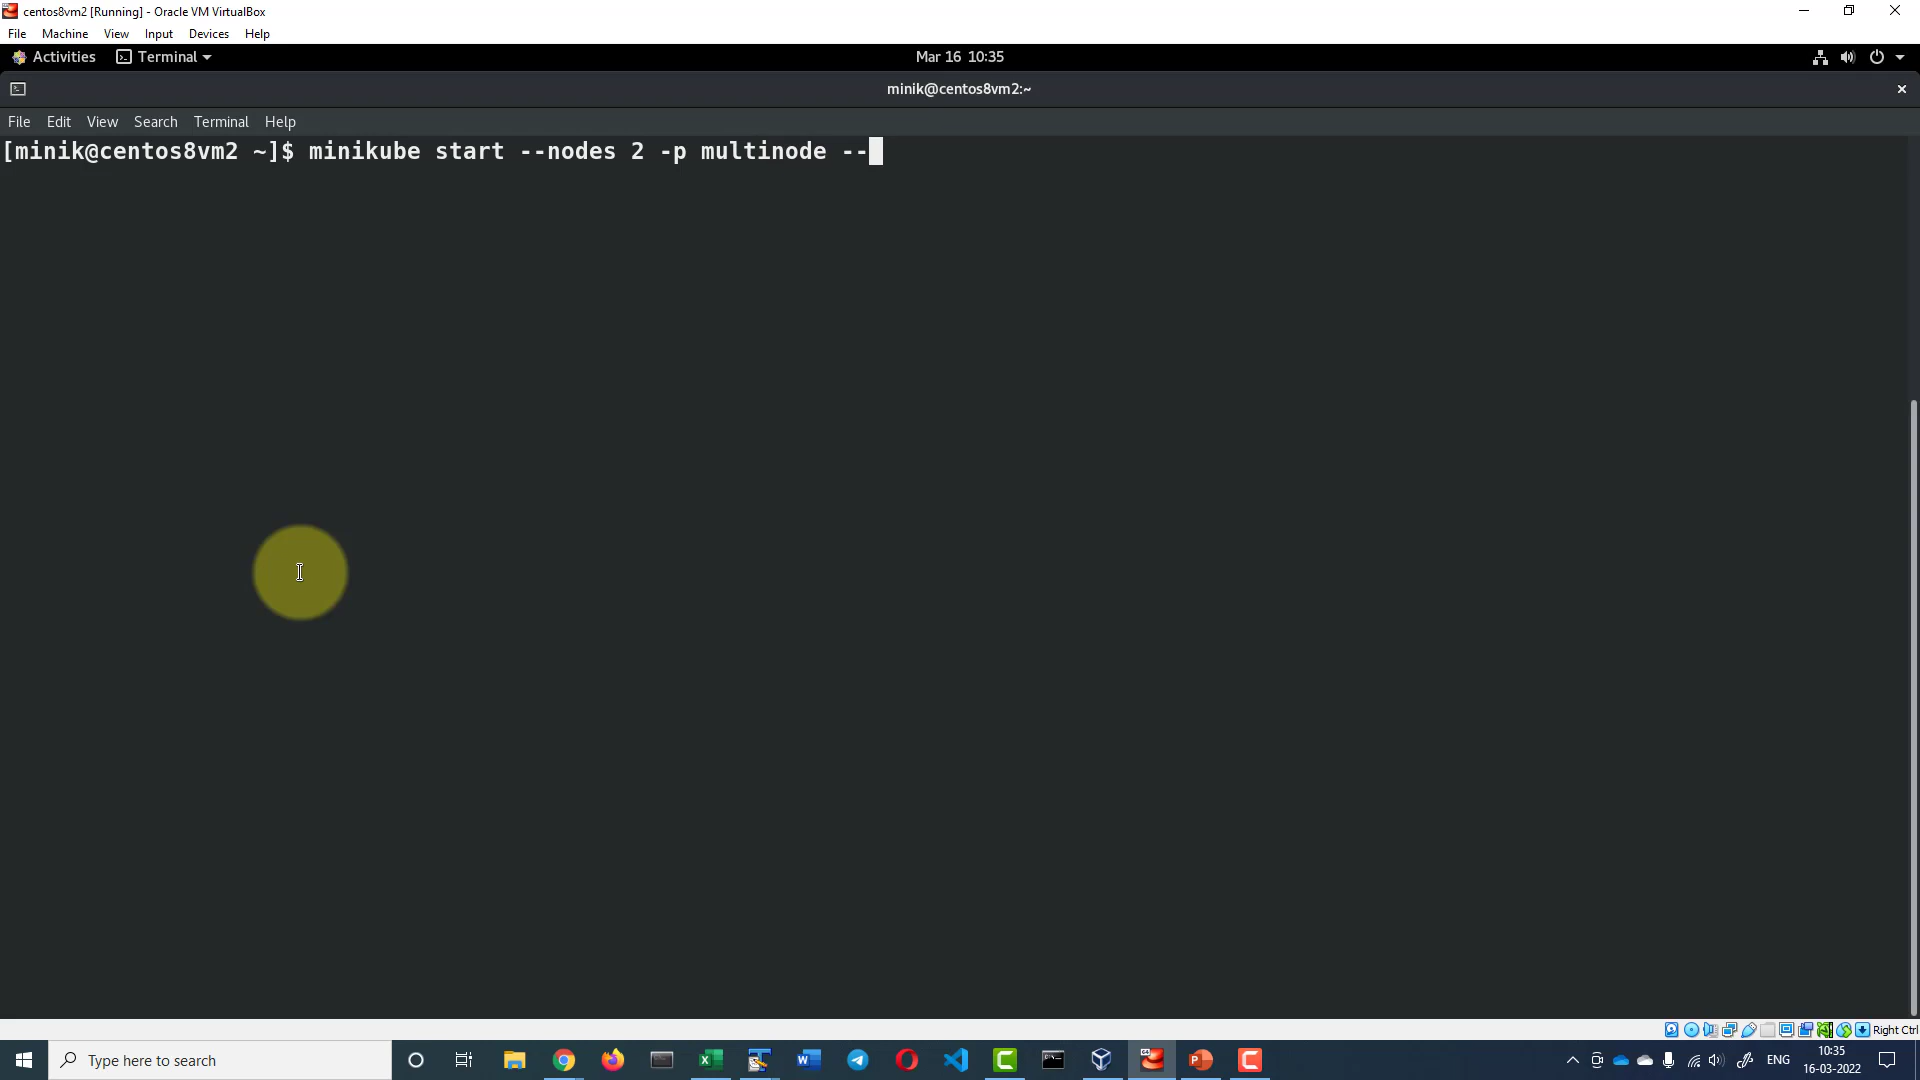 centos8vm2 [Running] - Oracle VM VirtualBox
File Machine View Input Devices Help
Activities Terminal Mar 16 10:35
minik@centos8vm2:~
File Edit View Search Terminal Help
[minik@centos8vm2 ~]$ minikube start --nodes 2 -p multinode --
Right Ctrl
Type here to search
ENG
10:35
16-03-2022